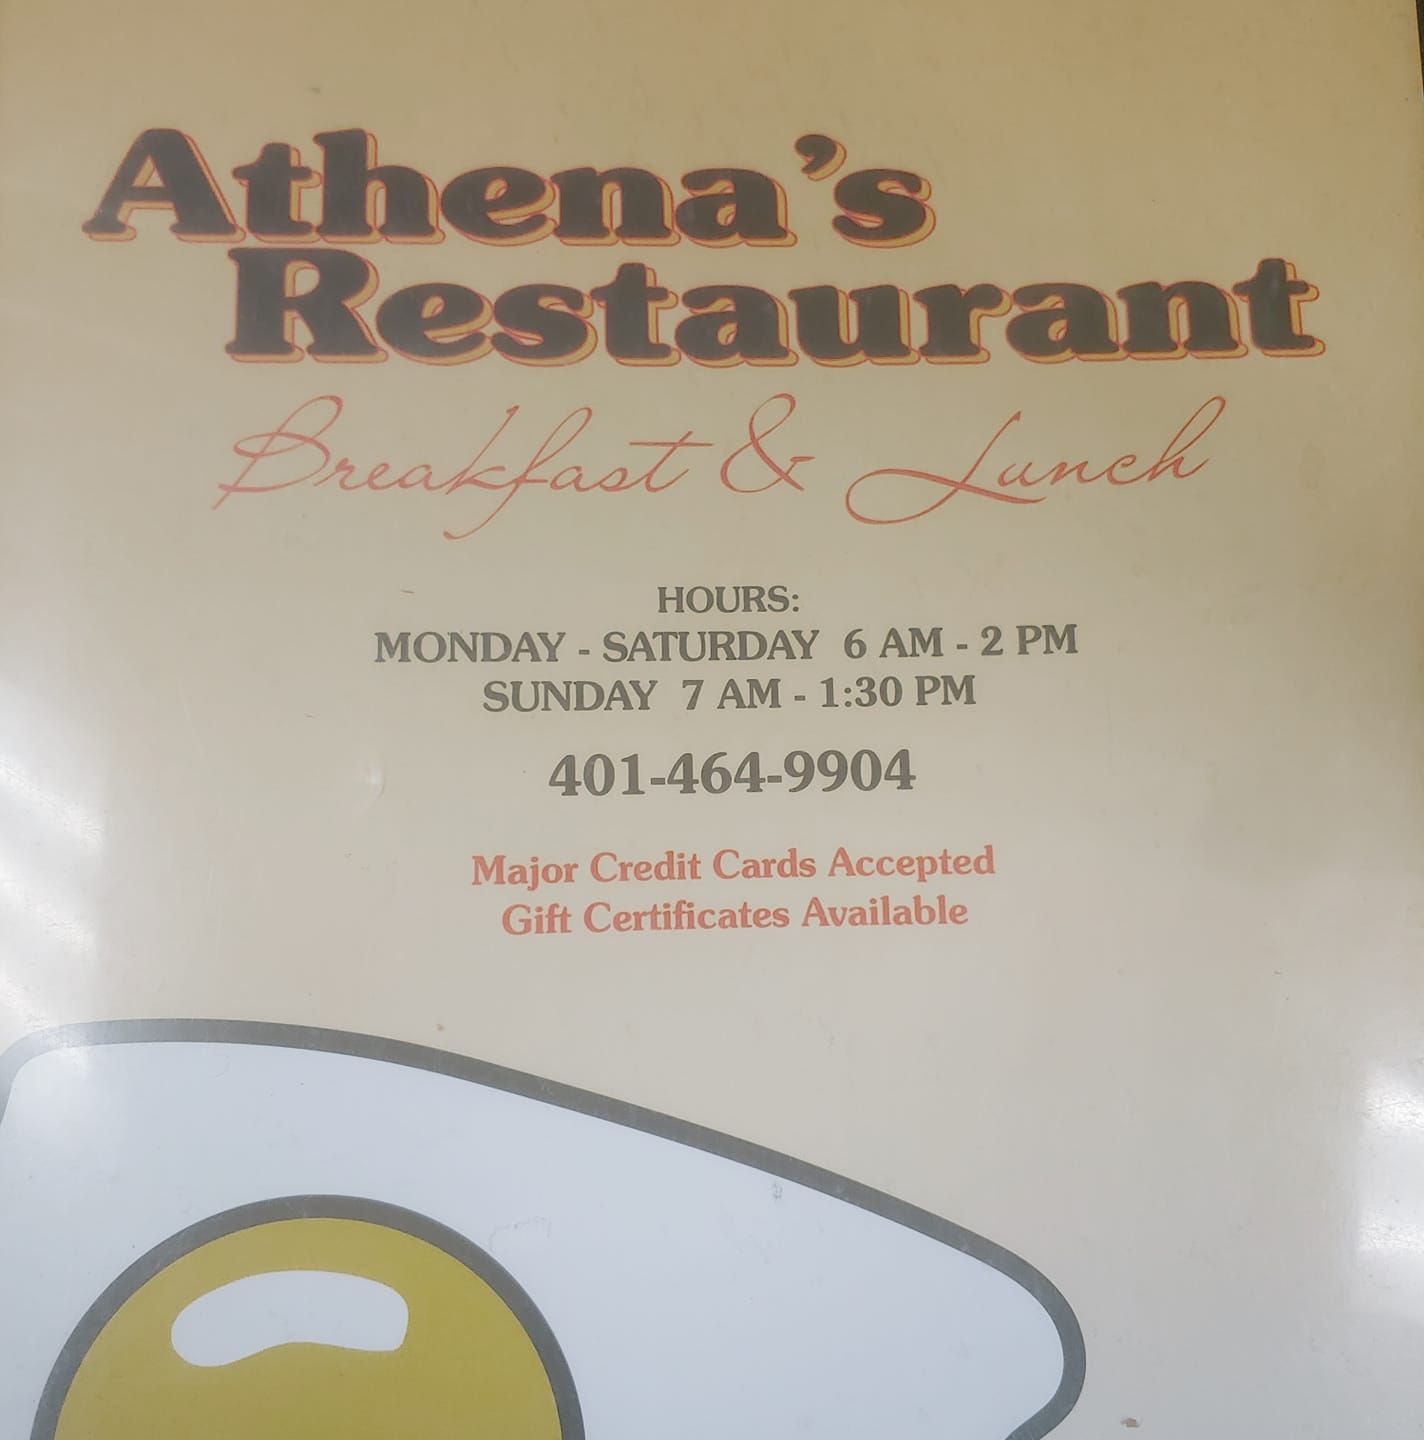 Athena's
Restaurant
Breakfast & Lunch
HOURS:
MONDAY - SATURDAY 6 AM - 2 PM
SUNDAY 7 AM - 1:30 PM
401-464-9904
Major Credit Cards Accepted
Gift Certificates Available